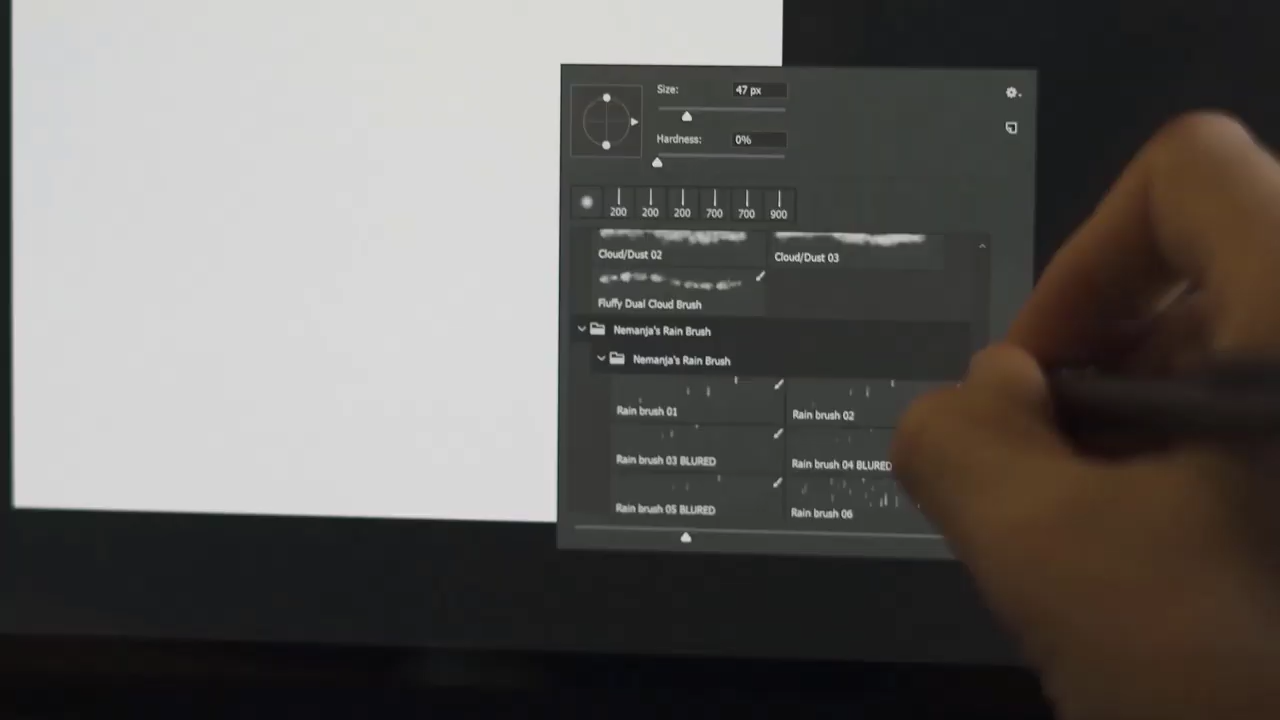 Size: 47 px
Hardness: 0%
200 200 200 700 700 900
Cloud/Dust 02 Cloud/Dust 03
Fluffy Dual Cloud Brush
Nemanja's Rain Brush
Nemanja's Rain Brush
Rain brush 01 Rain brush 02
Rain brush 03 BLURED Rain brush 04 BLURED
Rain brush 05 BLURED Rain brush 06